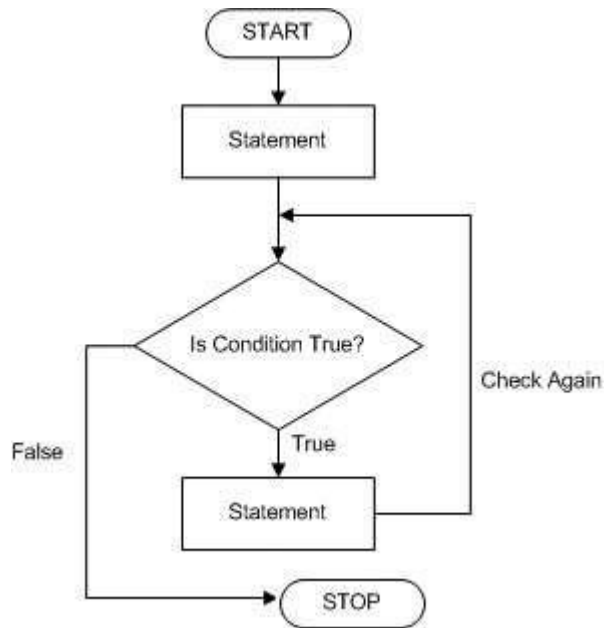 START
Statement
Is Condition True?
Check Again
True
False
Statement
STOP